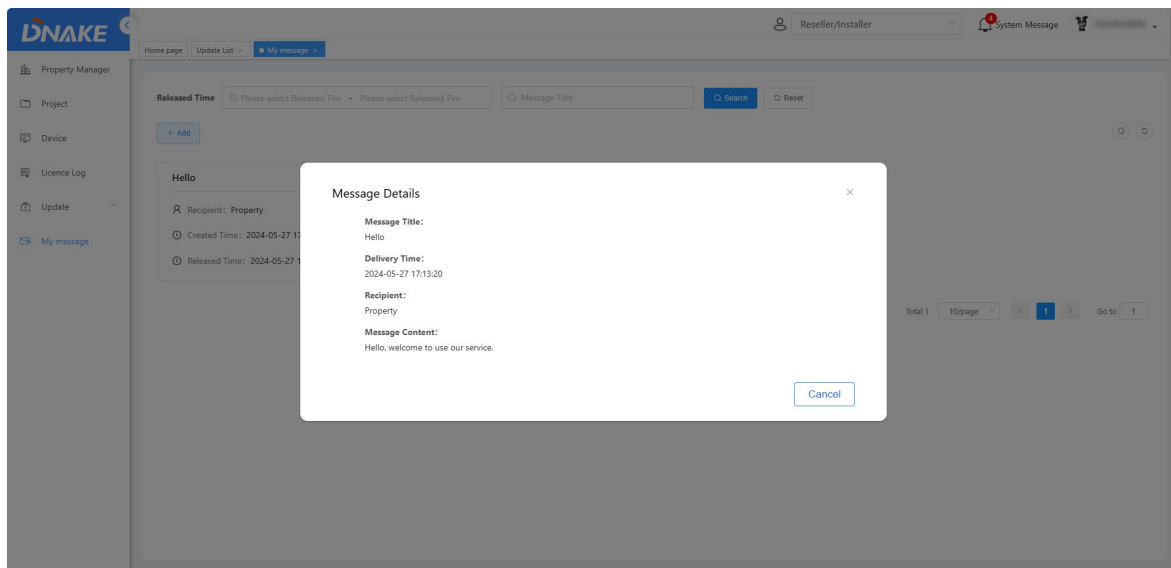 DNAKE
Reseller/Installer
4
System Message
Home page
Update List ×
My message ×
Property Manager
Project
Device
Licence Log
Update
My message
Released Time
Please select Released Tim - Please select Released Tim
Message Title
Search
Reset
+ Add
Hello
Recipient: Property
Created Time: 2024-05-27 17
Released Time: 2024-05-27 1
Message Details
Message Title:
Hello
Delivery Time:
2024-05-27 17:13:20
Recipient:
Property
Message Content:
Hello, welcome to use our service.
Cancel
Total 1
10/page
1
Go to 1